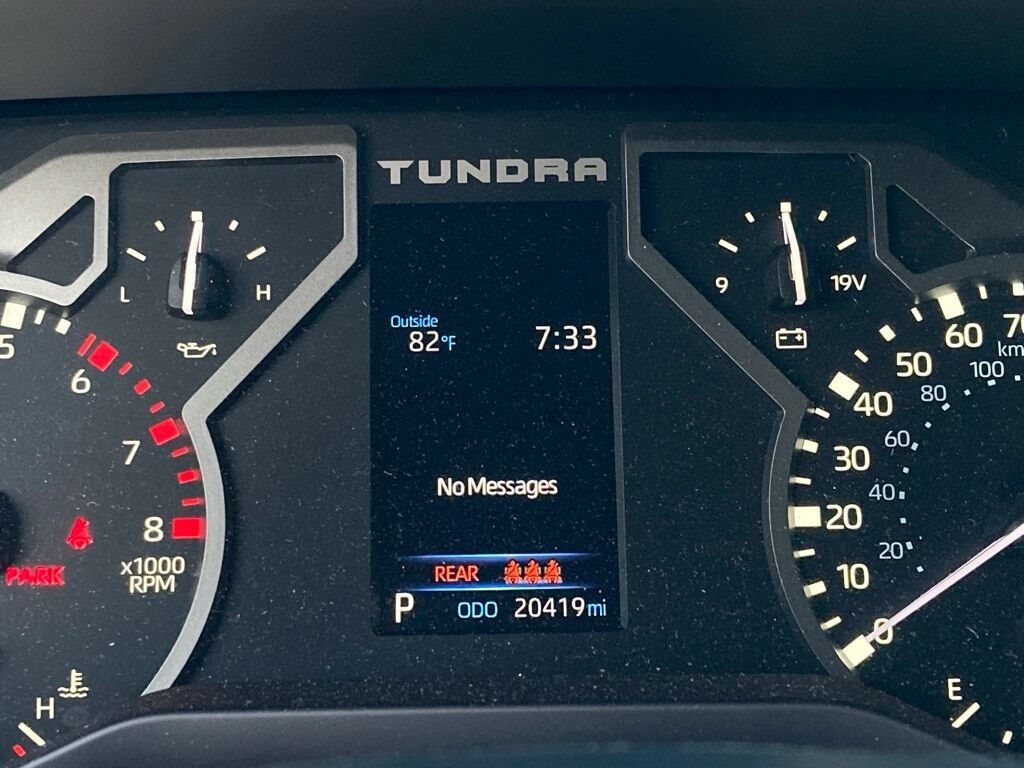 TUNDRA
L
H
9
19V
Outside
82°F
7:33
5
6
7
8
x1000
RPM
PARK
No Messages
REAR
P
ODO
20419mi
70
60
50
40
30
20
10
0
km
100
80
60
40
20
H
E